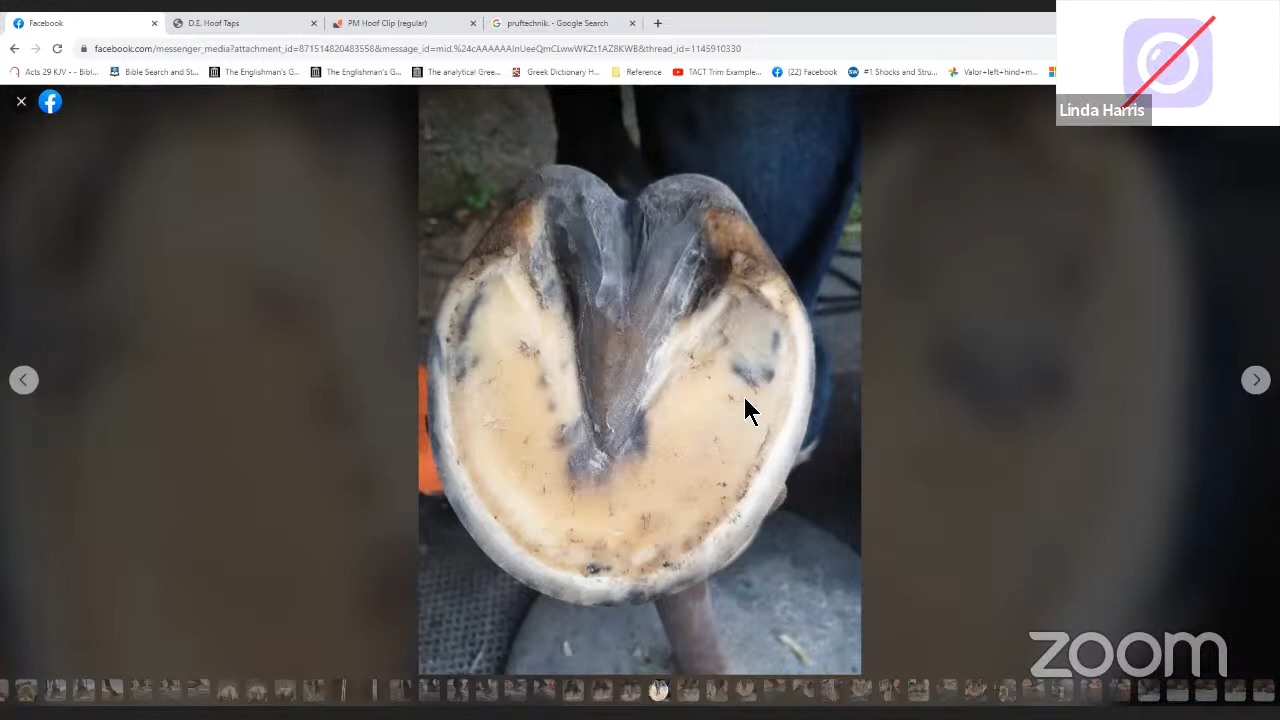 Facebook
D.E. Hoof Taps
PM Hoof Clip (regular)
pruftechnik. - Google Search
facebook.com/messenger_media?attachment_id=871514820483558&message_id=mid.%24cAAAAAAInUeeQmCLwwWKZt1AZ8KWB&thread_id=1145910330
Acts 29 KJV - - Bibl...
Bible Search and St...
The Englishman's G...
The Englishman's G...
The analytical Gree...
Greek Dictionary H...
Reference
TACT Trim Example...
(22) Facebook
#1 Shocks and Stru...
Valor+left+hind+m...
Linda Harris
zoom